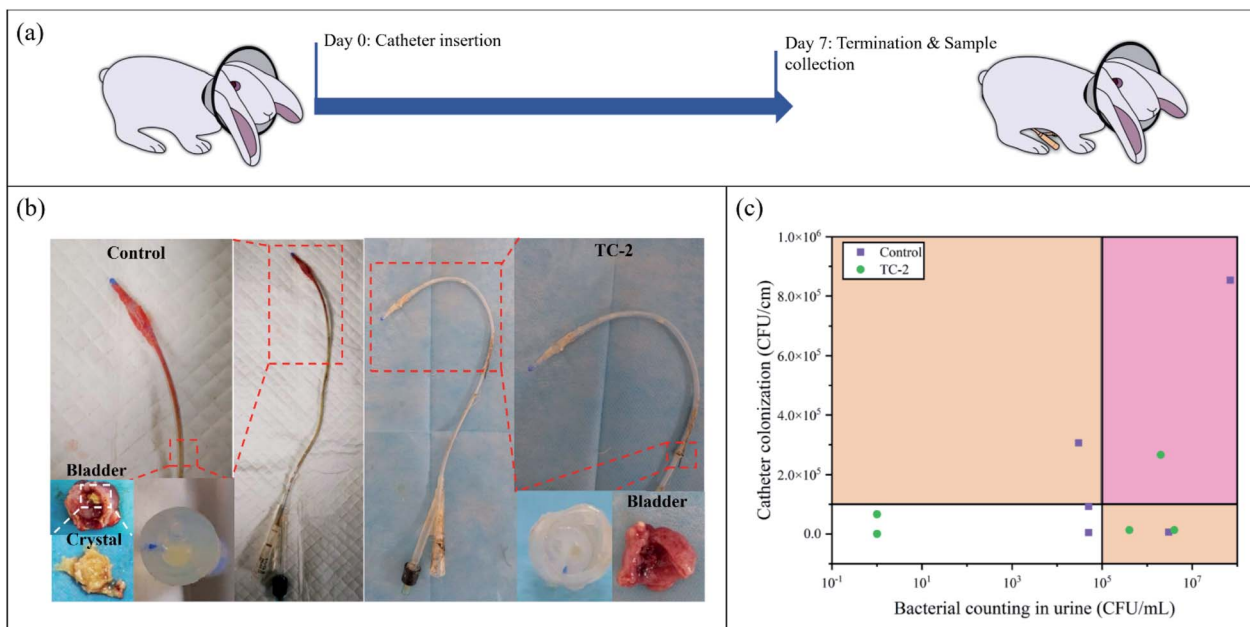 (a)
Day 0: Catheter insertion
Day 7: Termination & Sample
collection
(b)
Control
TC-2
Bladder
Crystal
Bladder
(c)
Catheter colonization (CFU/cm)
1.0×10⁶
8.0×10⁵
6.0×10⁵
4.0×10⁵
2.0×10⁵
0.0
Control
TC-2
10⁻¹
10¹
10³
10⁵
10⁷
Bacterial counting in urine (CFU/mL)